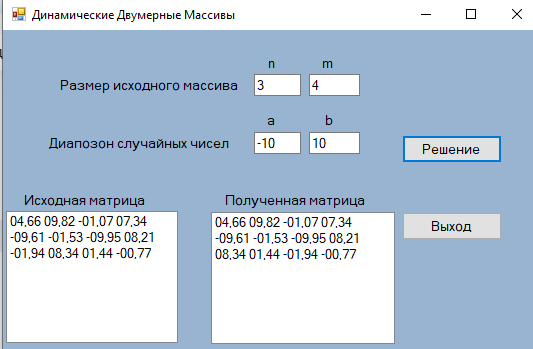 Динамические Двумерные Массивы
n m
Размер исходного массива 3 4
a b
Диапозон случайных чисел -10 10
Решение
Исходная матрица Полученная матрица
04,66 09,82 -01,07 07,34 04,66 09,82 -01,07 07,34
-09,61 -01,53 -09,95 08,21 -09,61 -01,53 -09,95 08,21
-01,94 08,34 01,44 -00,77 08,34 01,44 -01,94 -00,77
Выход